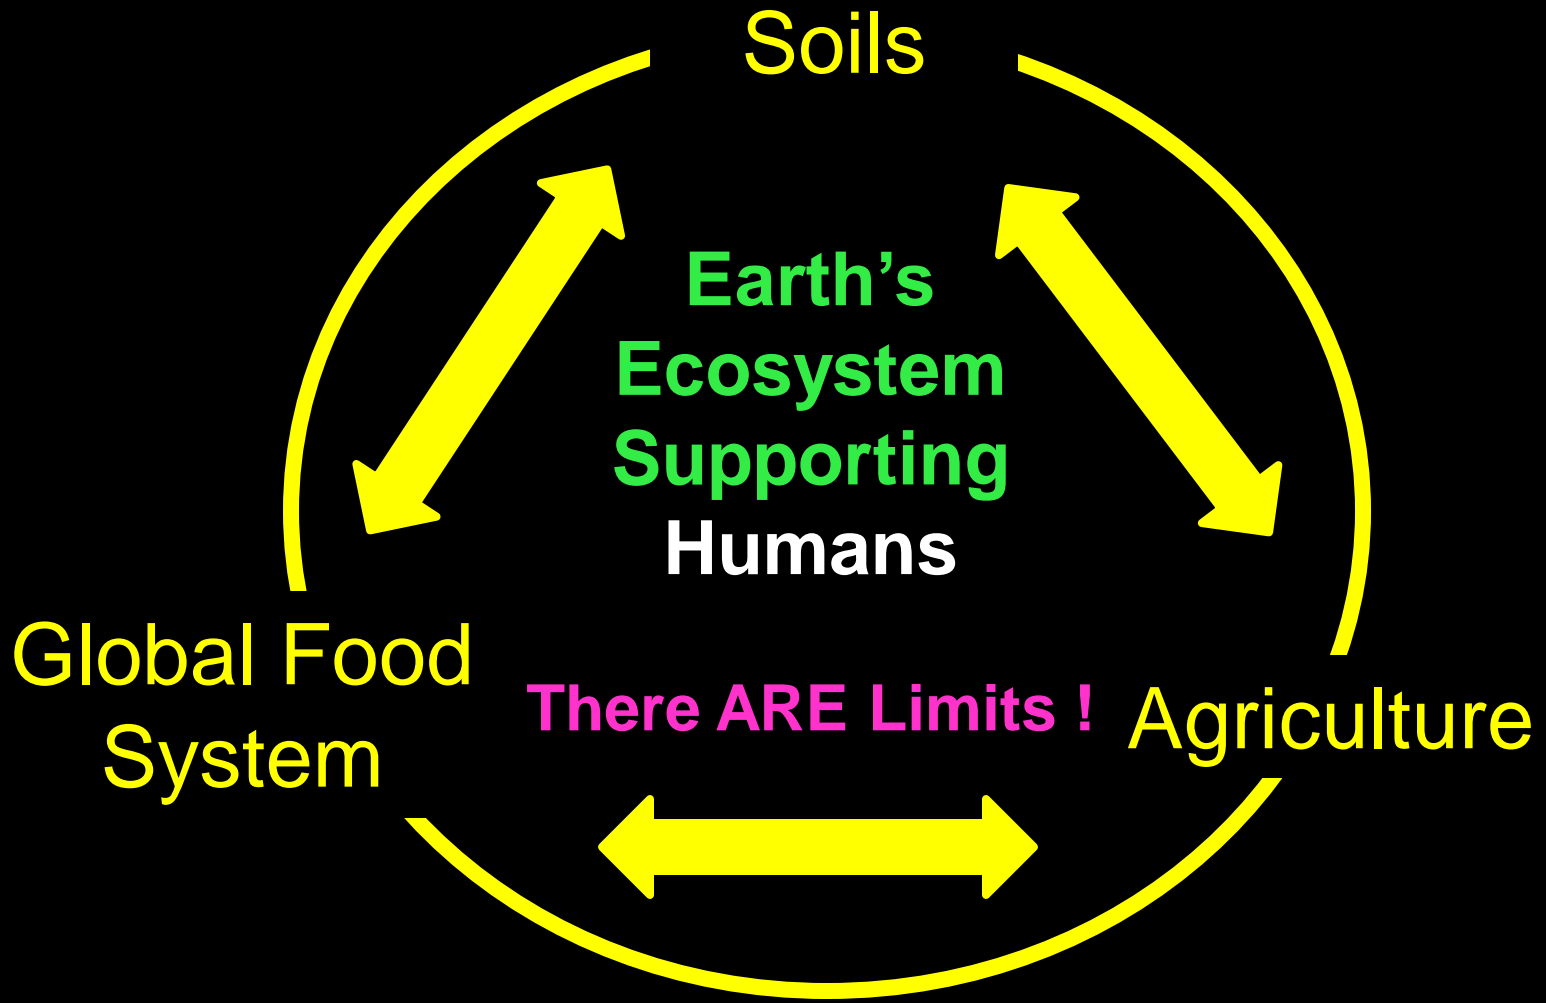 Soils
Earth’s
Ecosystem
Supporting
Humans
Global Food
System
There ARE Limits !
Agriculture